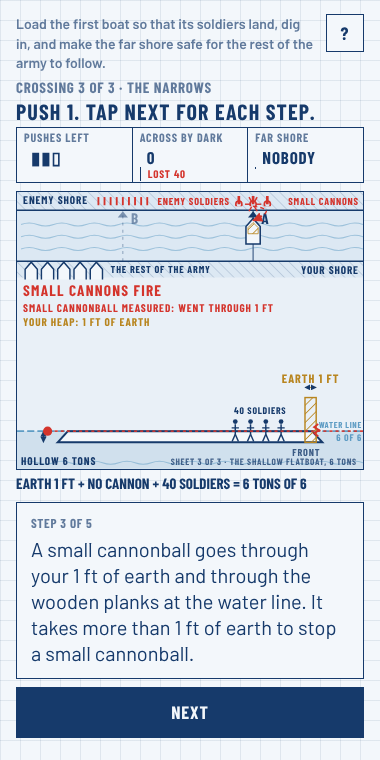 Load the first boat so that its soldiers land, dig
in, and make the far shore safe for the rest of the
army to follow.
?
CROSSING 3 OF 3 · THE NARROWS
PUSH 1. TAP NEXT FOR EACH STEP.
PUSHES LEFT
ACROSS BY DARK
0
LOST 40
FAR SHORE
NOBODY
ENEMY SHORE
ENEMY SOLDIERS
SMALL CANNONS
B
A
THE REST OF THE ARMY
YOUR SHORE
SMALL CANNONS FIRE
SMALL CANNONBALL MEASURED: WENT THROUGH 1 FT
YOUR HEAP: 1 FT OF EARTH
EARTH 1 FT
40 SOLDIERS
WATER LINE
6 OF 6
FRONT
HOLLOW 6 TONS
SHEET 3 OF 3 · THE SHALLOW FLATBOAT, 6 TONS
EARTH 1 FT + NO CANNON + 40 SOLDIERS = 6 TONS OF 6
STEP 3 OF 5
A small cannonball goes through
your 1 ft of earth and through the
wooden planks at the water line. It
takes more than 1 ft of earth to stop
a small cannonball.
NEXT